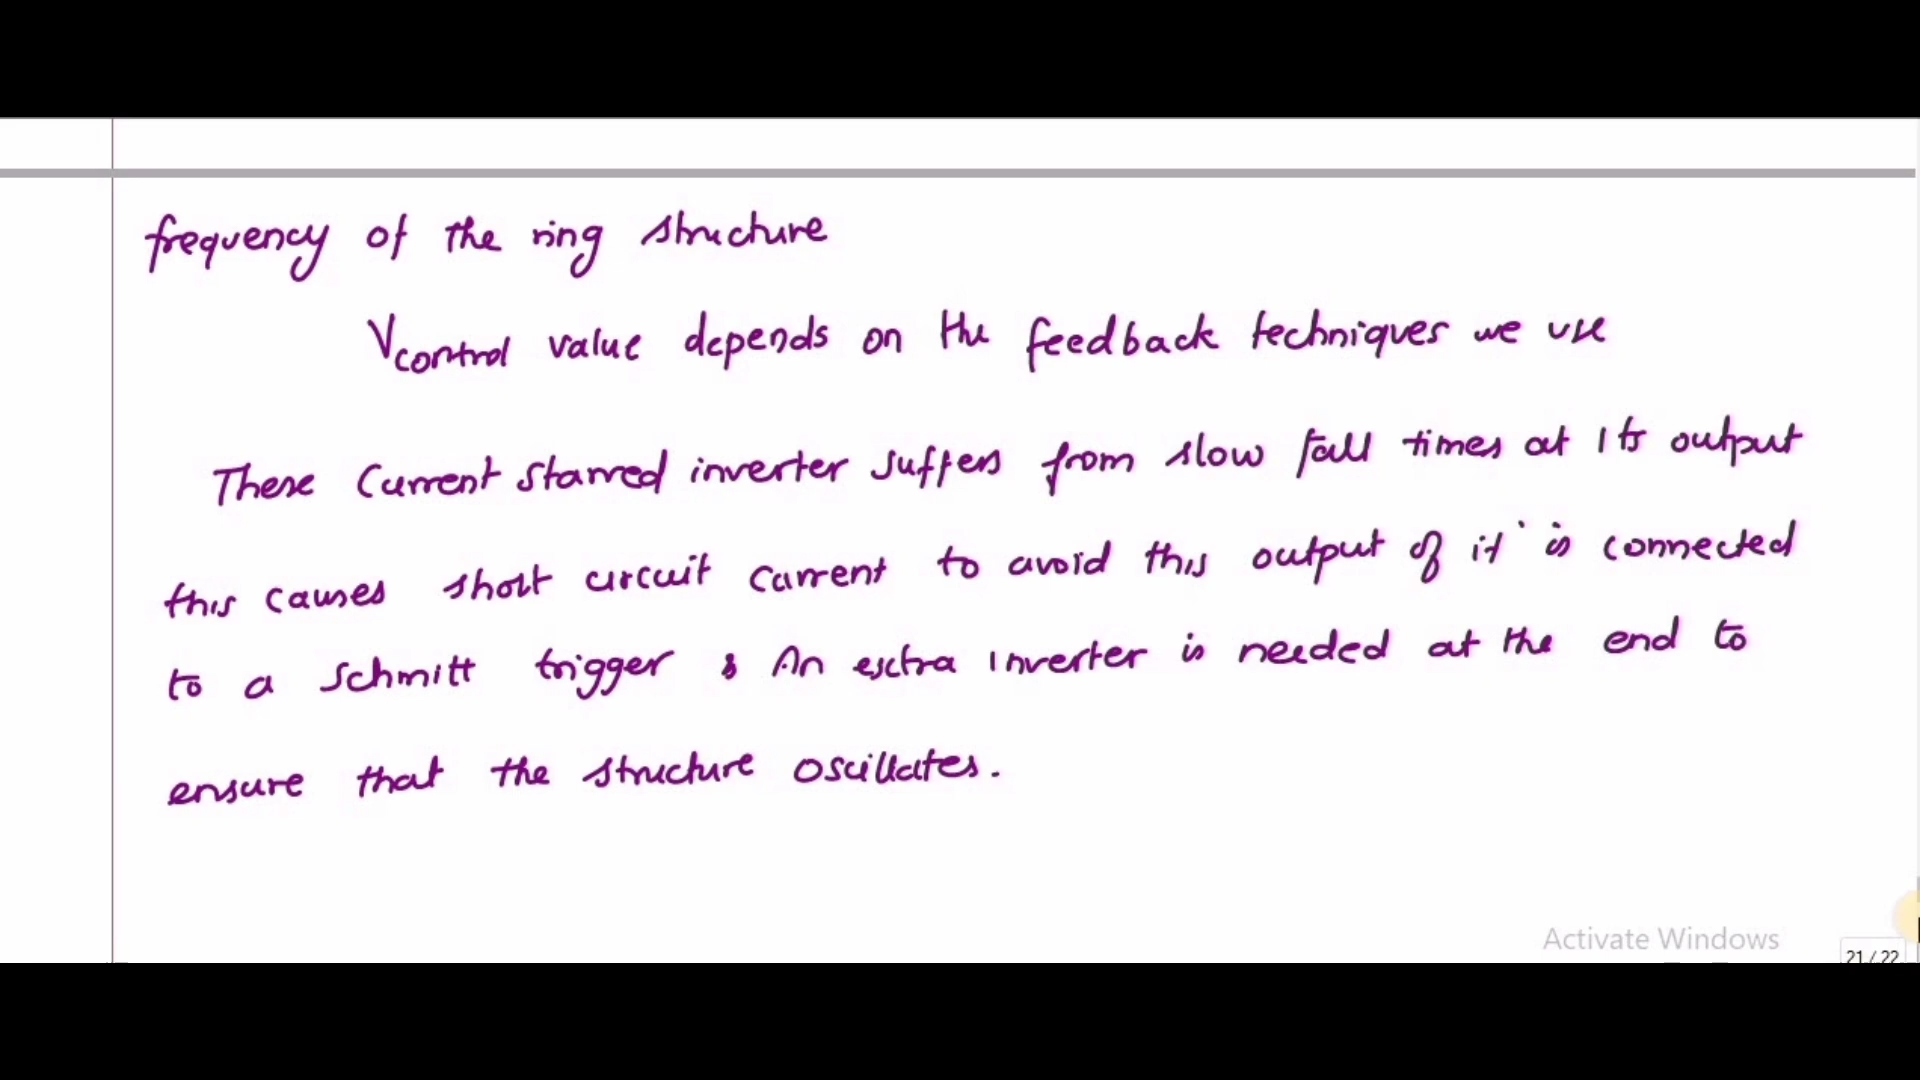 frequency of the ring structure
Vcontrol value depends on the feedback techniques we use
These Current starved inverter suffers from slow fall times at its output
this causes short circuit current to avoid this output of it is connected
to a schmitt trigger & An extra inverter is needed at the end to
ensure that the structure oscillates.
Activate Windows
21 / 22